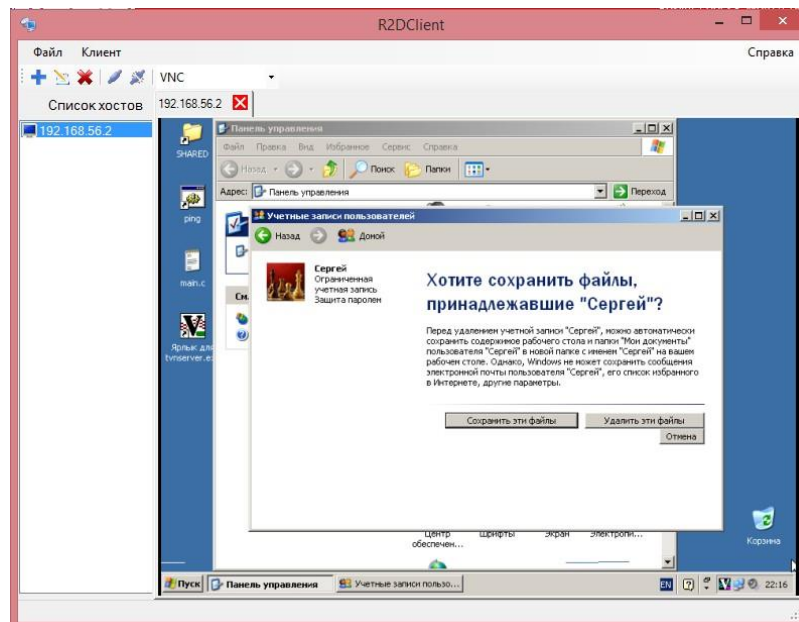 R2DClient
Файл Клиент Справка
VNC
Список хостов 192.168.56.2
192.168.56.2
SHARED
ping
main.c
Ярлык для
tvnserver.e
Панель управления
Файл Правка Вид Избранное Сервис Справка
Назад Поиск Папки
Адрес: Панель управления Переход
См.
Учетные записи пользователей
Назад Домой
Сергей
Ограниченная
учетная запись
Защита паролем
Хотите сохранить файлы,
принадлежавшие "Сергей"?
Перед удалением учетной записи "Сергей", можно автоматически
сохранить содержимое рабочего стола и папки "Мои документы"
пользователя "Сергей" в новой папке с именем "Сергей" на вашем
рабочем столе. Однако, Windows не может сохранить сообщения
электронной почты пользователя "Сергей", его список избранного
в Интернете, другие параметры.
Сохранить эти файлы Удалить эти файлы
Отмена
Центр Шрифты Экран Электропи...
обеспечен...
Корзина
Пуск Панель управления Учетные записи пользо... EN 22:16